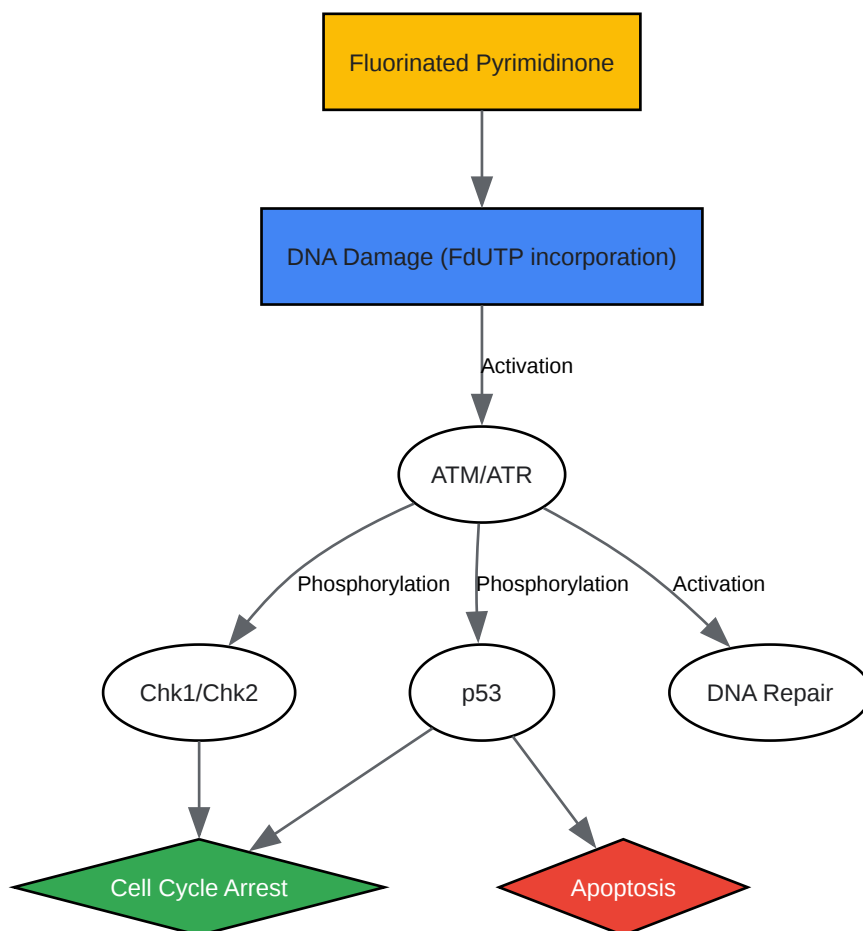 Fluorinated Pyrimidinone
DNA Damage (FdUTP incorporation)
Activation
ATM/ATR
Phosphorylation
Phosphorylation
Activation
Chk1/Chk2
p53
DNA Repair
Cell Cycle Arrest
Apoptosis